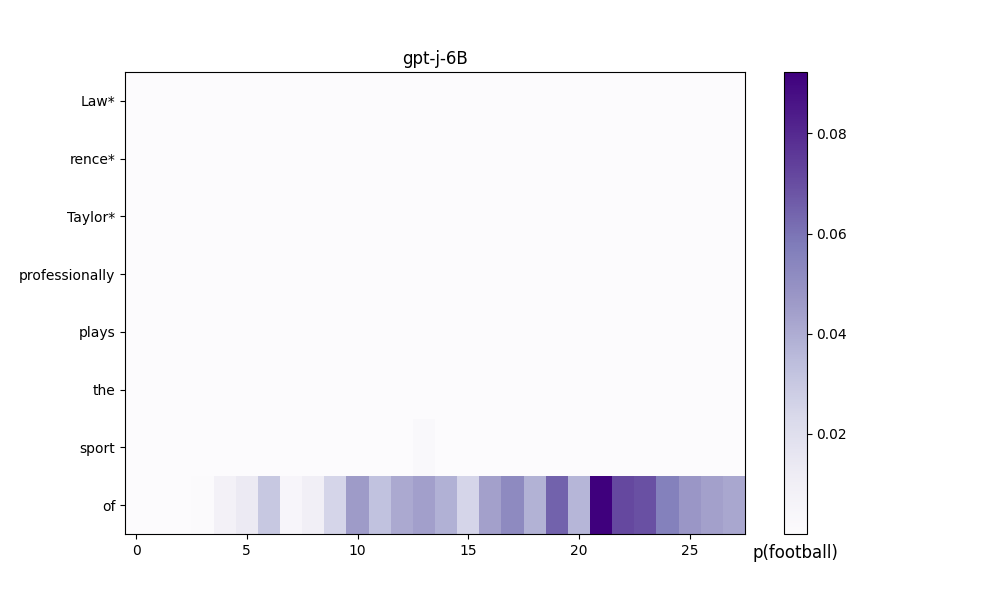 gpt-j-6B
Law*
rence*
Taylor*
professionally
plays
the
sport
of
0 5 10 15 20 25
0.08
0.06
0.04
0.02
p(football)